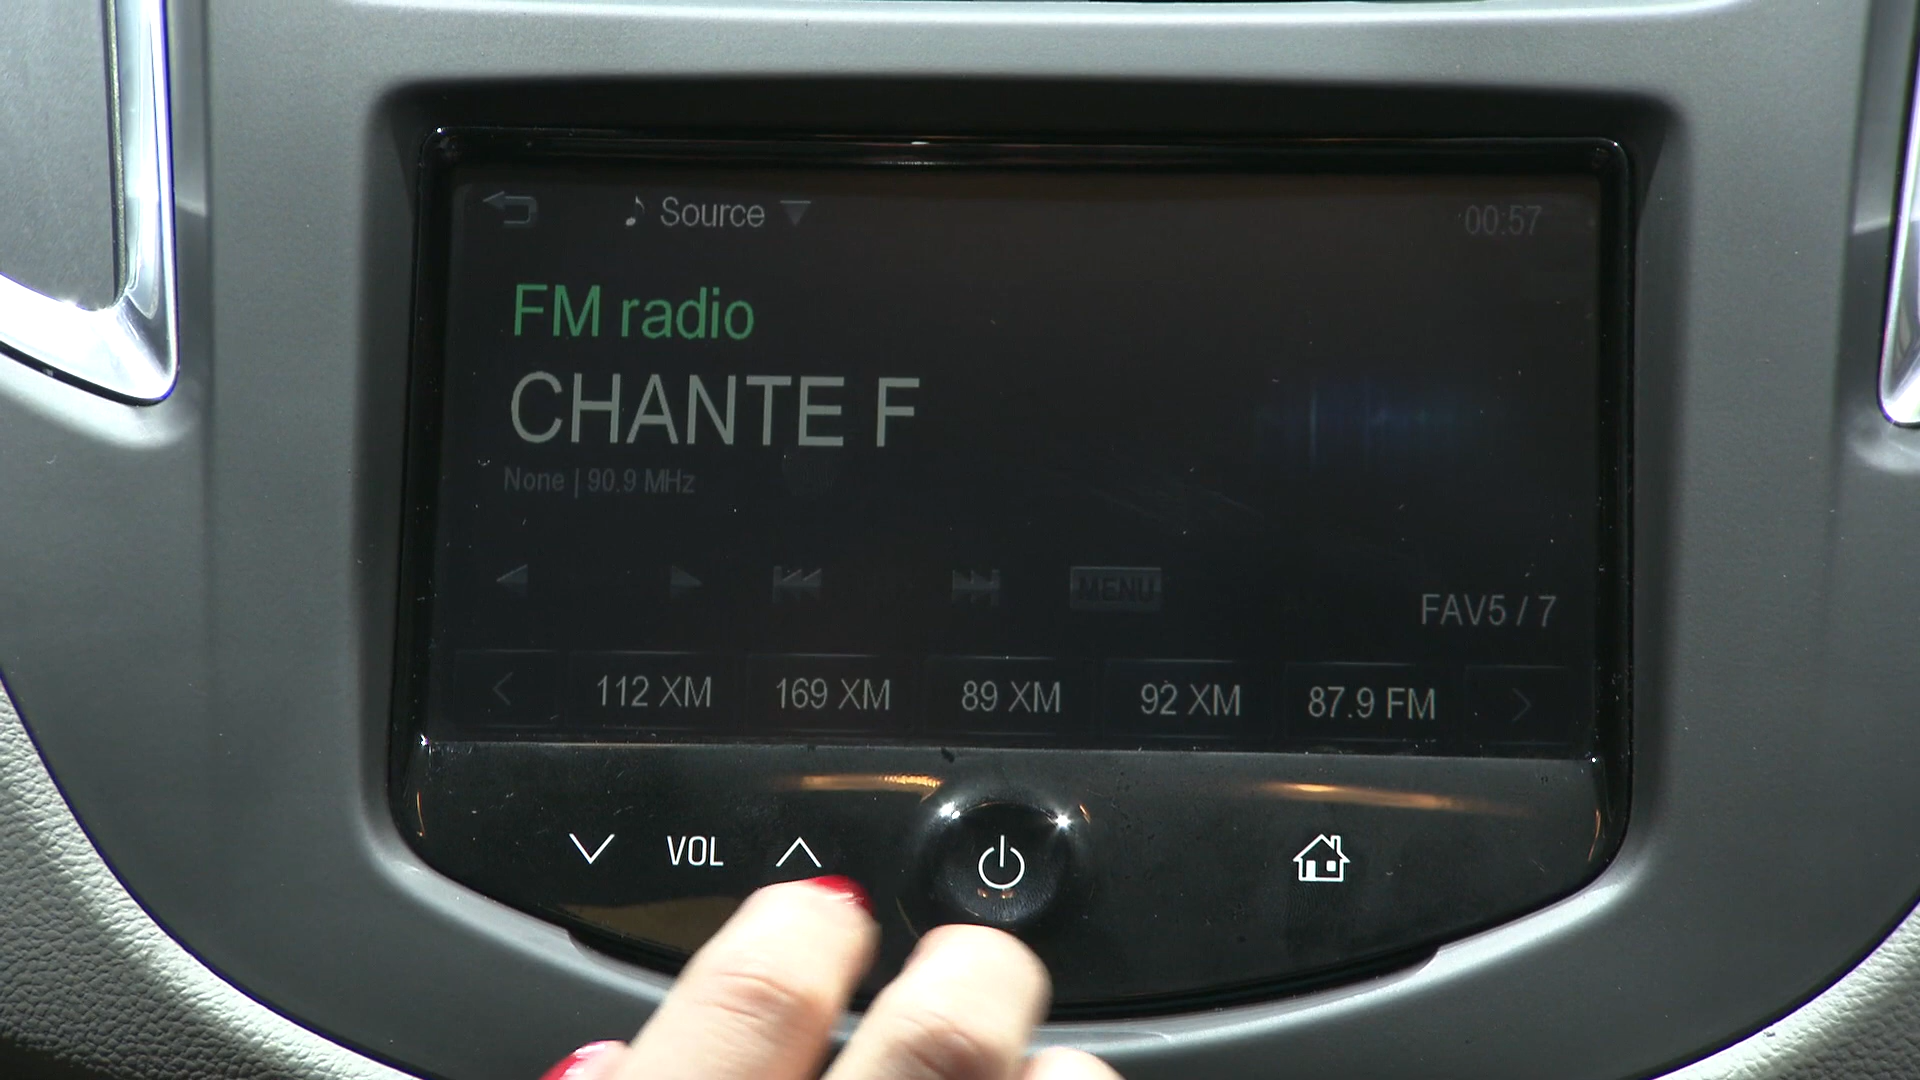 Source
00:57
FM radio
CHANTE F
None | 90.9 MHz
MENU
FAV5 / 7
112 XM
169 XM
89 XM
92 XM
87.9 FM
VOL